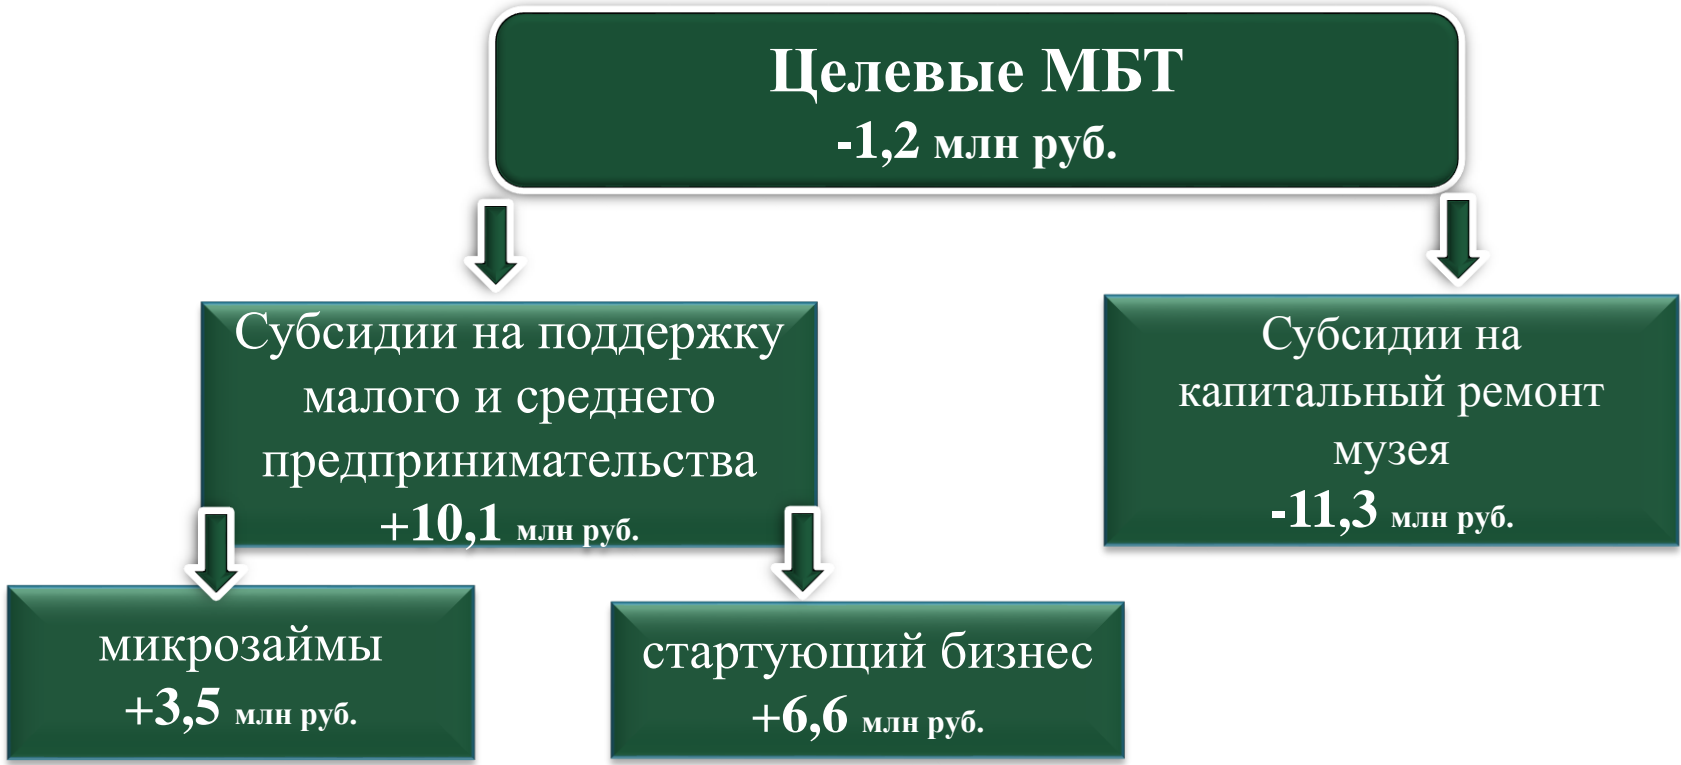 Целевые МБТ
-1,2 млн руб.
Субсидии на поддержку
малого и среднего
предпринимательства
+10,1 млн руб.
Субсидии на
капитальный ремонт
музея
-11,3 млн руб.
микрозаймы
+3,5 млн руб.
стартующий бизнес
+6,6 млн руб.